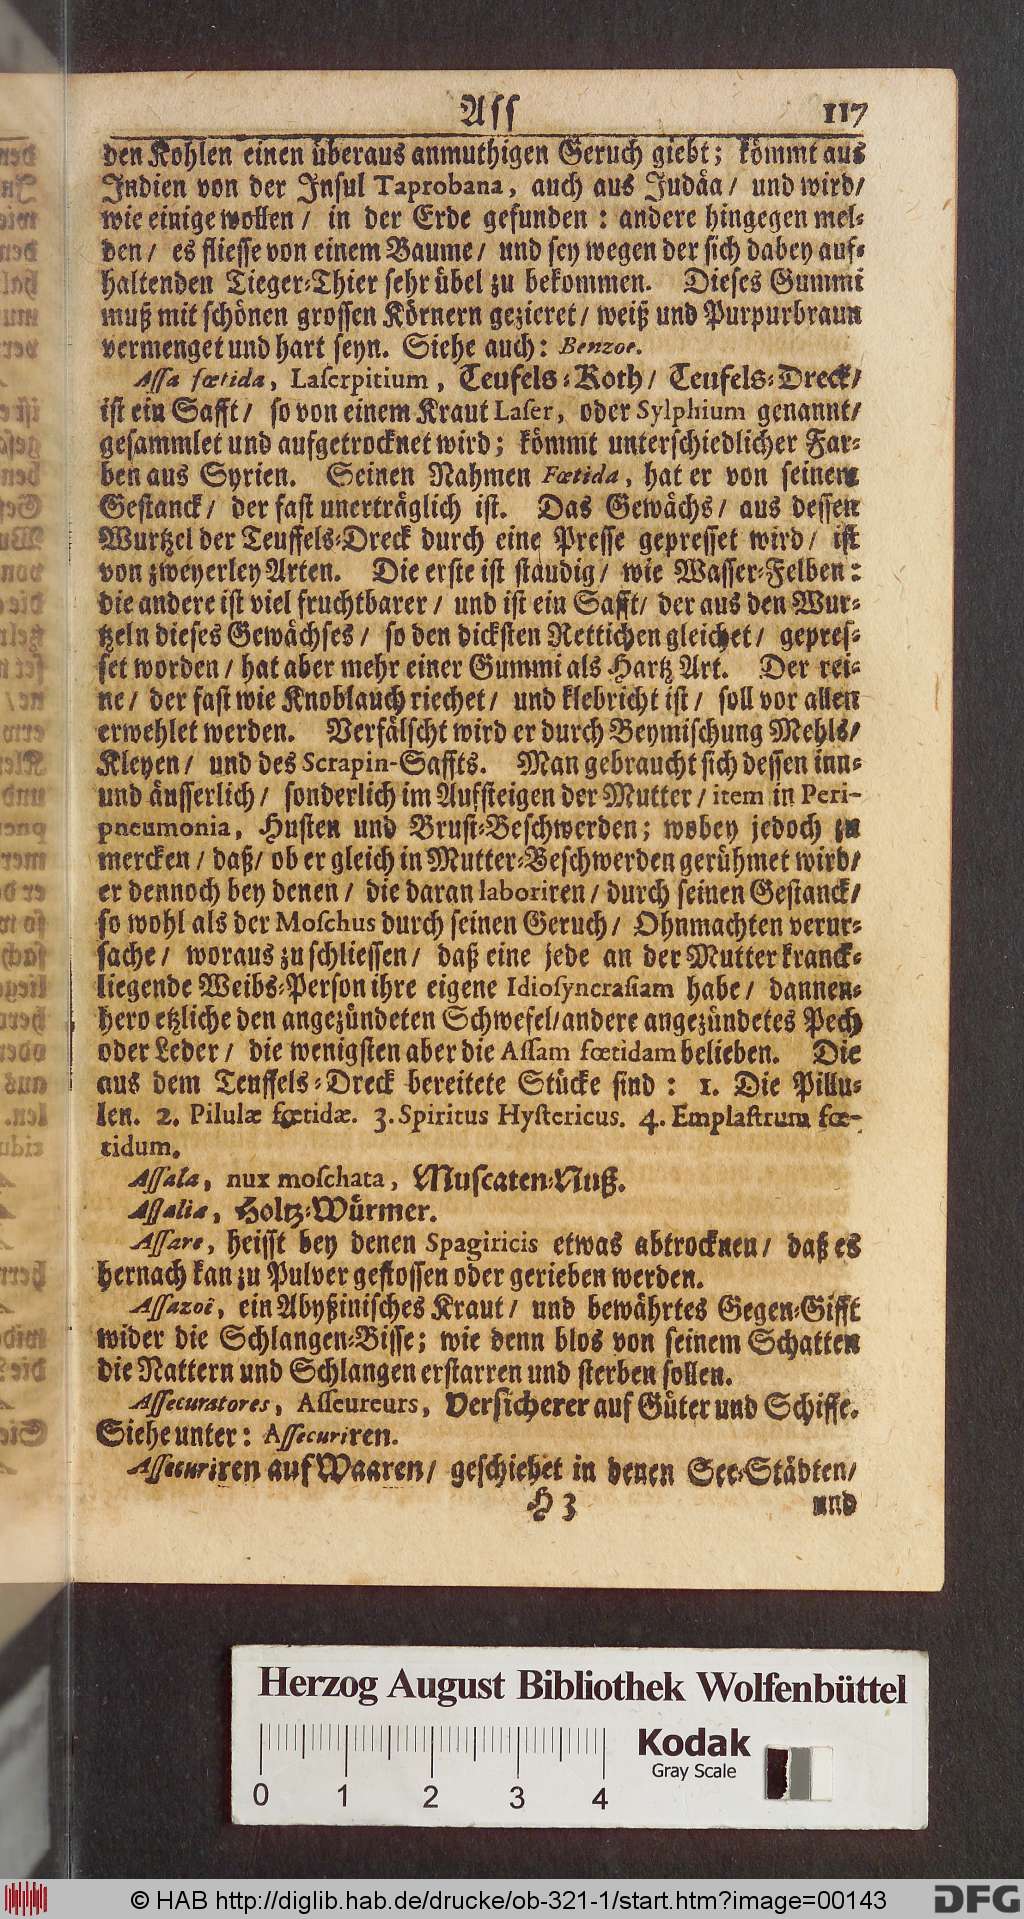 Ass 117
den Kohlen einen überaus anmuthigen Geruch giebt; kömmt aus
Indien von der Insul Taprobana, auch aus Judäa/ und wird/
wie einige wollen/ in der Erde gefunden: andere hingegen mel-
den/ es fliesse von einem Baume/ und sey wegen der sich dabey auf-
haltenden Tieger-Thier sehr übel zu bekommen. Dieses Gummi
muß mit schönen grossen Körnern gezieret/ weiß und Purpurbraun
vermenget und hart seyn. Siehe auch: Benzoe.
Assa fœtida, Laserpitium, Teufels-Koth/ Teufels-Dreck/
ist ein Safft/ so von einem Kraut Laser, oder Sylphium genannt/
gesammlet und aufgetrocknet wird; kömmt unterschiedlicher Far-
ben aus Syrien. Seinen Nahmen Fœtida, hat er von seinem
Gestanck/ der fast unerträglich ist. Das Gewächs/ aus dessen
Wurtzel der Teuffels-Dreck durch eine Presse gepresset wird/ ist
von zweyerley Arten. Die erste ist staudig/ wie Wasser-Felben:
die andere ist viel fruchtbarer/ und ist ein Safft/ der aus den Wur-
tzeln dieses Gewächses/ so den dicksten Rettichen gleichet/ gepres-
set worden/ hat aber mehr einer Gummi als Hartz Art. Der rei-
ne/ der fast wie Knoblauch riechet/ und klebricht ist/ soll vor allen
erwehlet werden. Verfälscht wird er durch Beymischung Mehls/
Kleyen/ und des Scrapin-Saffts. Man gebraucht sich dessen inn-
und äusserlich/ sonderlich im Aufsteigen der Mutter/ item in Peri-
pneumonia, Husten und Brust-Beschwerden; wobey jedoch zu
mercken/ daß/ ob er gleich in Mutter-Beschwerden gerühmet wird/
er dennoch bey denen/ die daran laboriren/ durch seinen Gestanck/
so wohl als der Moschus durch seinen Geruch/ Ohnmachten verur-
sache/ woraus zu schliessen/ daß eine jede an der Mutter kranck-
liegende Weibs-Person ihre eigene Idiosyncrasiam habe/ dannen-
hero etzliche den angezündeten Schwefel/ andere angezündetes Pech
oder Leder/ die wenigsten aber die Assam fœtidam belieben. Die
aus dem Teuffels-Dreck bereitete Stücke sind: 1. Die Pillu-
len. 2. Pilulæ fœtidæ. 3. Spiritus Hystericus. 4. Emplastrum fœ-
tidum.
Assala, nux moschata, Muscaten-Nuß.
Assalia, Holtz-Würmer.
Assare, heisst bey denen Spagiricis etwas abtrocknen/ daß es
hernach kan zu Pulver gestossen oder gerieben werden.
Assazoë, ein Abyßinisches Kraut/ und bewährtes Gegen-Gifft
wider die Schlangen-Bisse; wie denn blos von seinem Schatten
die Nattern und Schlangen erstarren und sterben sollen.
Assecuratores, Asseureurs, Versicherer auf Güter und Schiffe.
Siehe unter: Assecuriren.
Assecuriren auf Waaren/ geschiehet in denen See-Städten/
H 3 und
Herzog August Bibliothek Wolfenbüttel
Kodak
Gray Scale
0 1 2 3 4
© HAB http://diglib.hab.de/drucke/ob-321-1/start.htm?image=00143
DFG